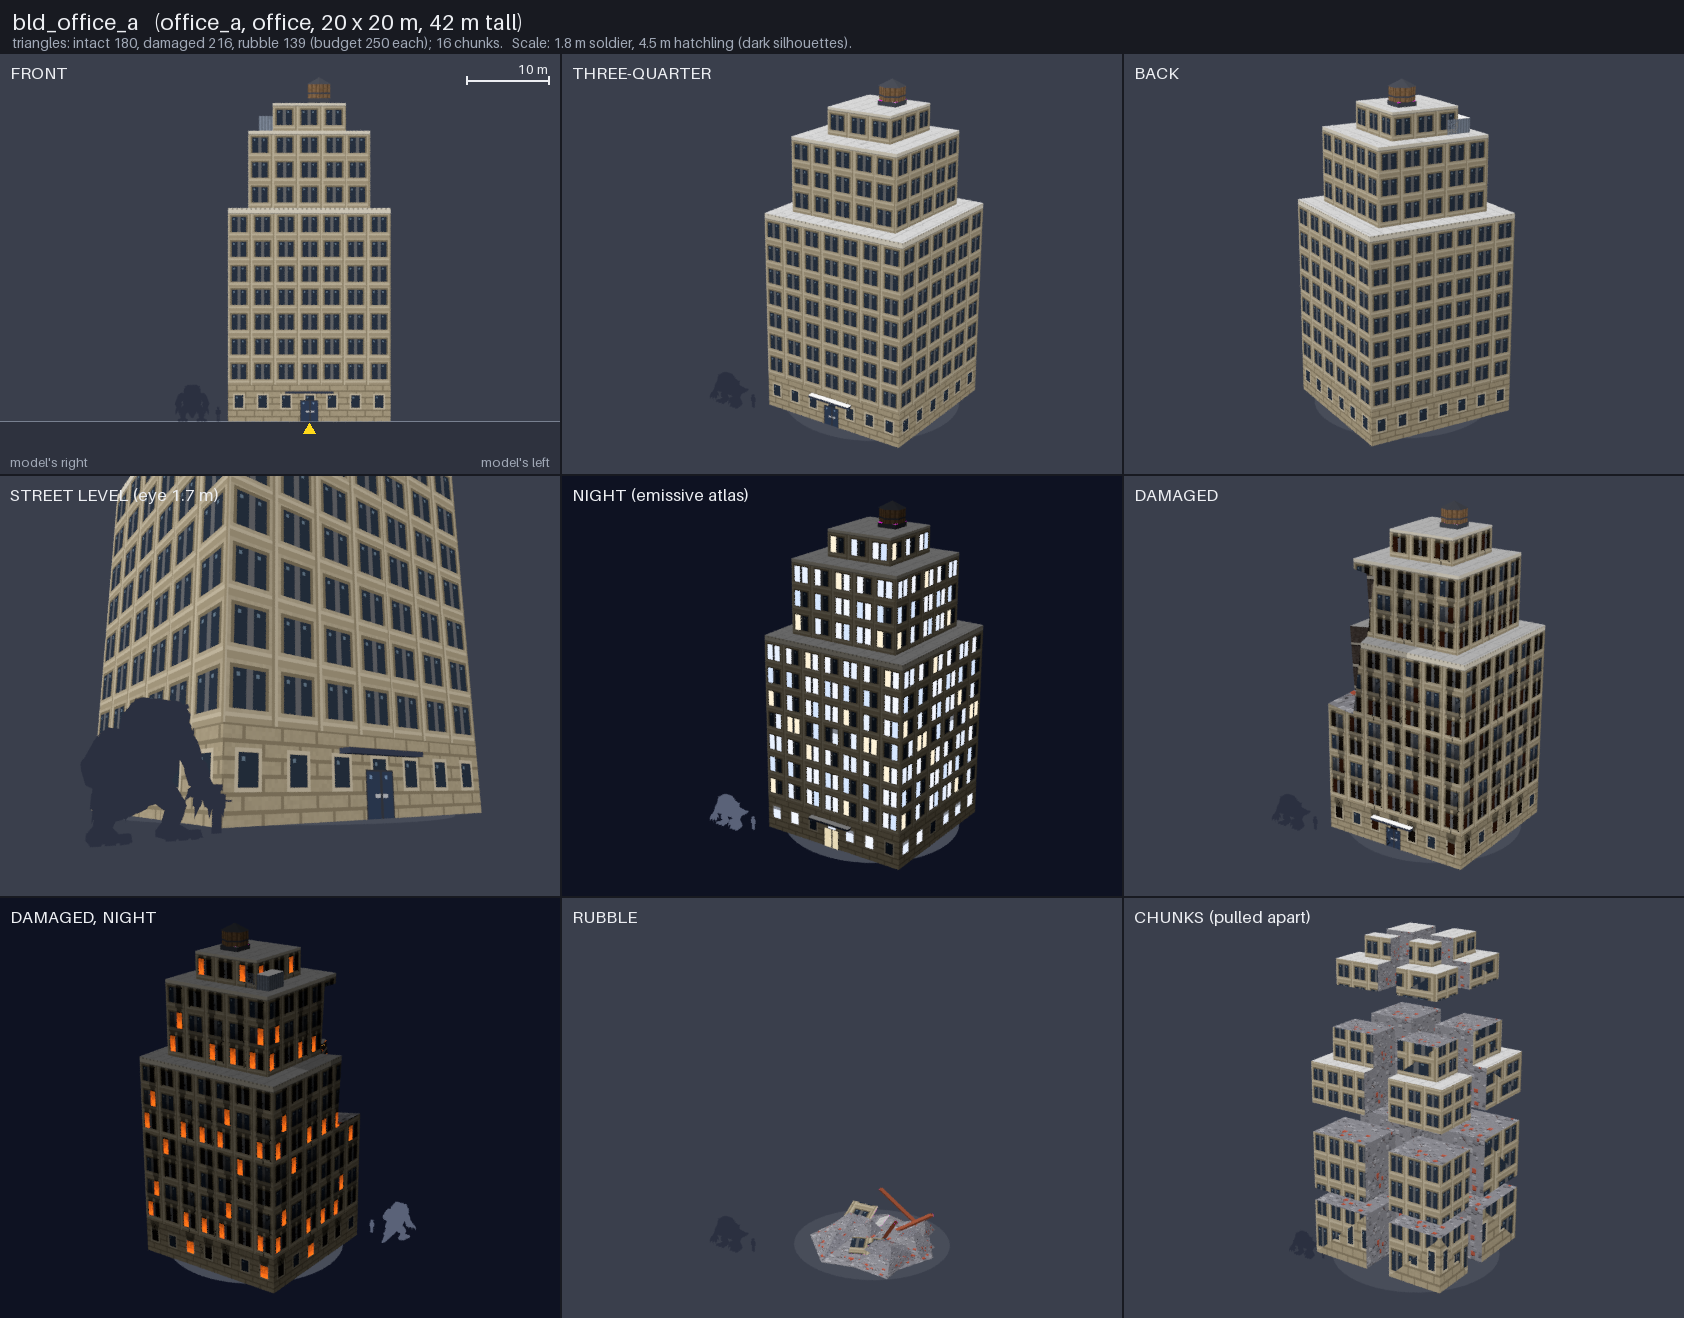 bld_office_a (office_a, office, 20 x 20 m, 42 m tall)
triangles: intact 180, damaged 216, rubble 139 (budget 250 each); 16 chunks. Scale: 1.8 m soldier, 4.5 m hatchling (dark silhouettes).
FRONT
10 m
model's right
model's left
THREE-QUARTER
BACK
STREET LEVEL (eye 1.7 m)
NIGHT (emissive atlas)
DAMAGED
DAMAGED, NIGHT
RUBBLE
CHUNKS (pulled apart)